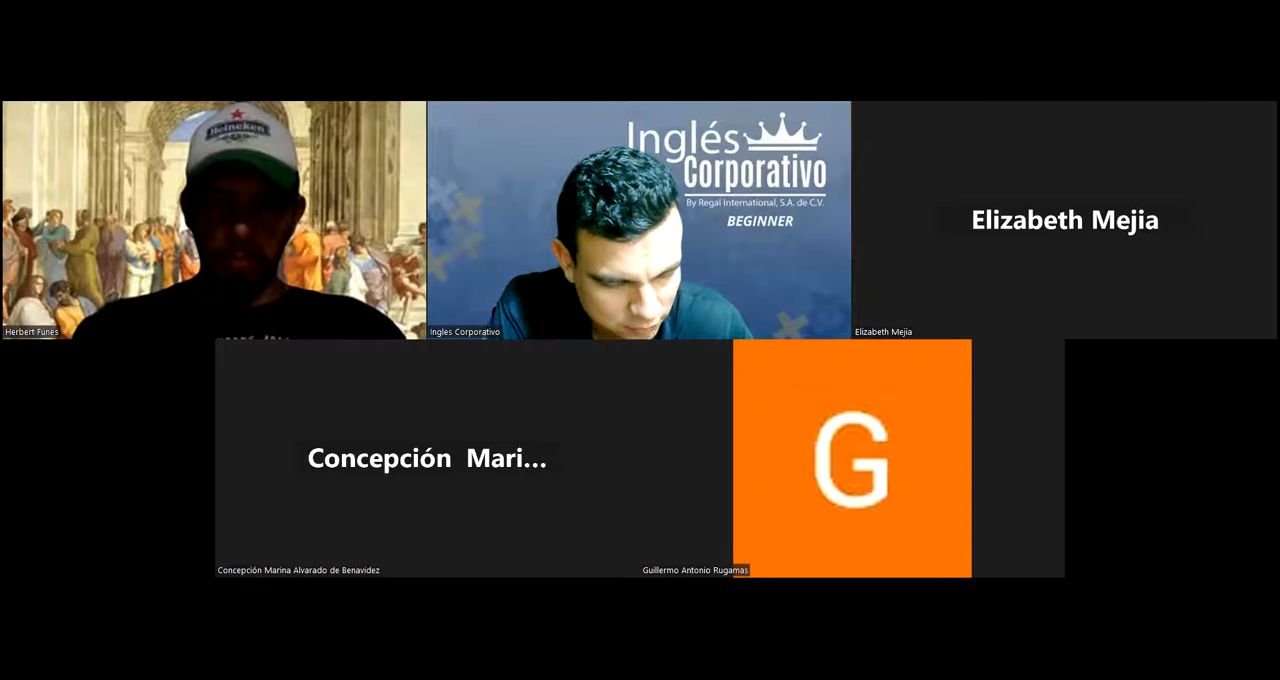 Heineken
Herbert Funes
Inglés
Corporativo
By Regal International, S.A. de C.V.
BEGINNER
Ingles Corporativo
Elizabeth Mejia
Elizabeth Mejia
Concepción Mari...
Concepción Marina Alvarado de Benavidez
G
Guillermo Antonio Rugamas